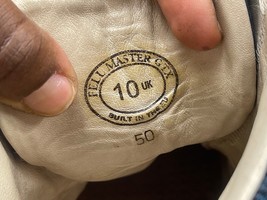 FELL MASTER GTX
10 UK
BUILT IN THE EU
50